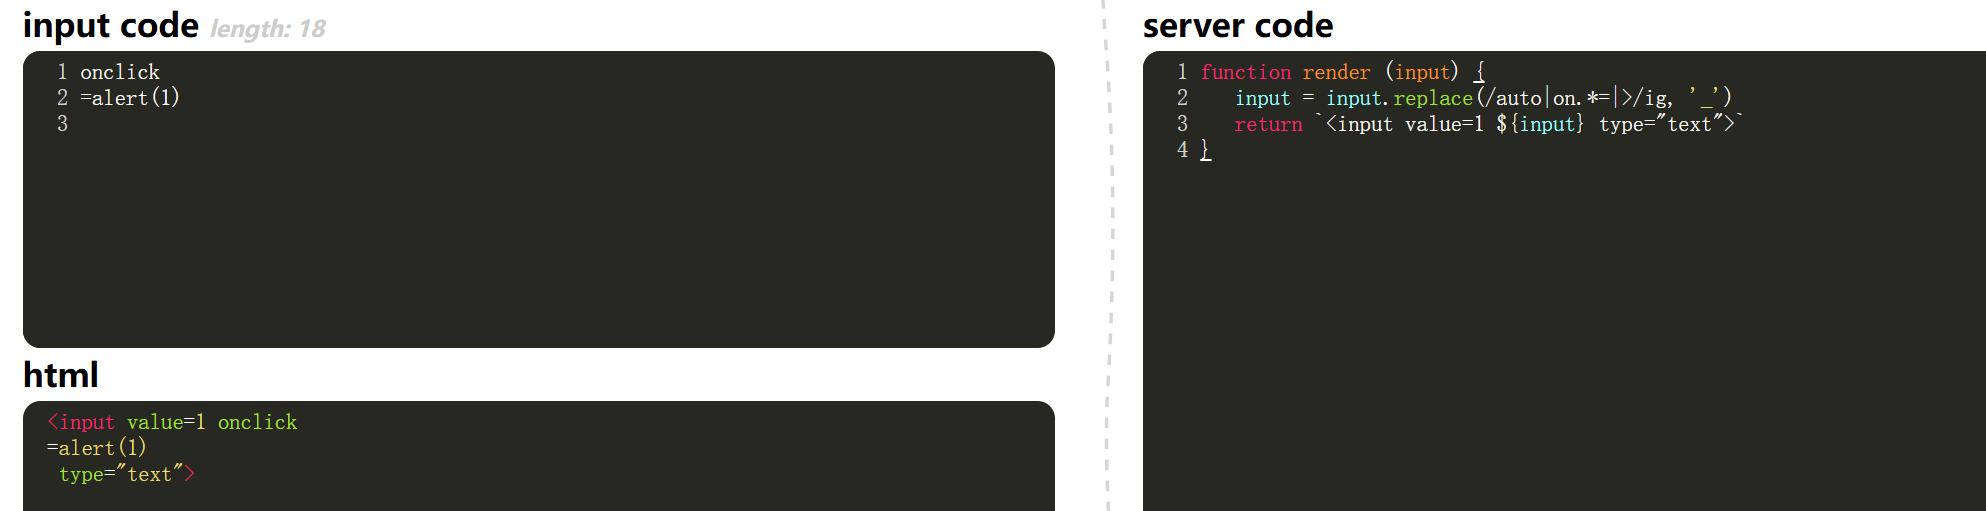 input code length: 18
1 onclick
2 =alert(1)
3
html
<input value=1 onclick
=alert(1)
type="text">
server code
1 function render (input) {
2 input = input.replace(/auto|on.*=|>/ig, '_')
3 return `<input value=1 ${input} type="text">`
4 }